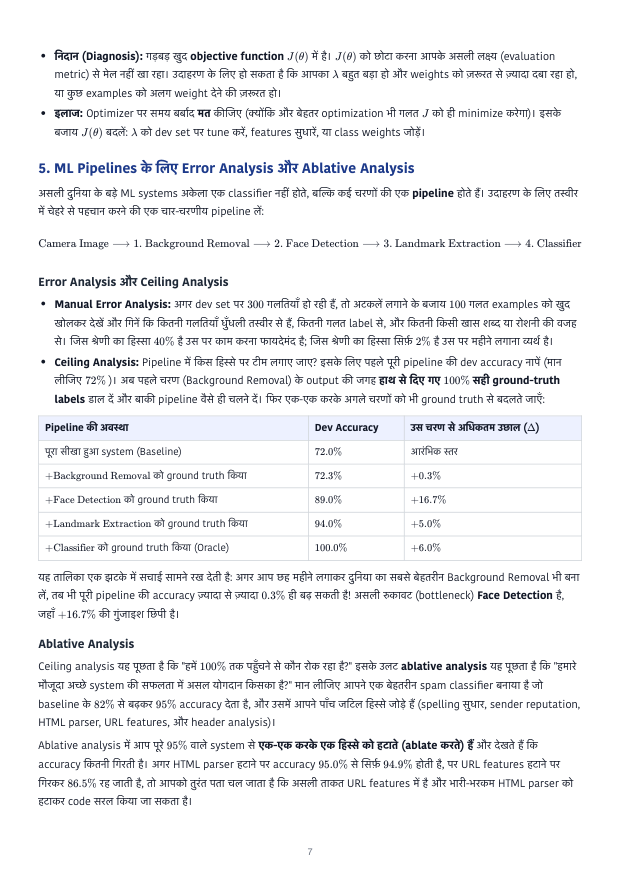 • निदान (Diagnosis): गड़बड़ खुद objective function J(θ) में है। J(θ) को छोटा करना आपके असली लक्ष्य (evaluation
metric) से मेल नहीं खा रहा। उदाहरण के लिए हो सकता है कि आपका λ बहुत बड़ा हो और weights को ज़रूरत से ज़्यादा दबा रहा हो,
या कुछ examples को अलग weight देने की ज़रूरत हो।
• इलाज: Optimizer पर समय बर्बाद मत कीजिए (क्योंकि और बेहतर optimization भी गलत J को ही minimize करेगा)। इसके
बजाय J(θ) बदलें: λ को dev set पर tune करें, features सुधारें, या class weights जोड़ें।
5. ML Pipelines के लिए Error Analysis और Ablative Analysis
असली दुनिया के बड़े ML systems अकेला एक classifier नहीं होते, बल्कि कई चरणों की एक pipeline होते हैं। उदाहरण के लिए तस्वीर
में चेहरे से पहचान करने की एक चार-चरणीय pipeline लें:
Camera Image ⟶ 1. Background Removal ⟶ 2. Face Detection ⟶ 3. Landmark Extraction ⟶ 4. Classifier
Error Analysis और Ceiling Analysis
• Manual Error Analysis: अगर dev set पर 300 गलतियाँ हो रही हैं, तो अटकलें लगाने के बजाय 100 गलत examples को खुद
खोलकर देखें और गिनें कि कितनी गलतियाँ धुँधली तस्वीर से हैं, कितनी गलत label से, और कितनी किसी खास शब्द या रोशनी की वजह
से। जिस श्रेणी का हिस्सा 40% है उस पर काम करना फायदेमंद है; जिस श्रेणी का हिस्सा सिर्फ़ 2% है उस पर महीने लगाना व्यर्थ है।
• Ceiling Analysis: Pipeline में किस हिस्से पर टीम लगाए जाए? इसके लिए पहले पूरी pipeline की dev accuracy नापें (मान
लीजिए 72% )। अब पहले चरण (Background Removal) के output की जगह हाथ से दिए गए 100% सही ground-truth
labels डाल दें और बाकी pipeline वैसे ही चलने दें। फिर एक-एक करके अगले चरणों को भी ground truth से बदलते जाएँ:
Pipeline की अवस्था Dev Accuracy उस चरण से अधिकतम उछाल (Δ)
पूरा सीखा हुआ system (Baseline) 72.0% आरंभिक स्तर
+Background Removal को ground truth किया 72.3% +0.3%
+Face Detection को ground truth किया 89.0% +16.7%
+Landmark Extraction को ground truth किया 94.0% +5.0%
+Classifier को ground truth किया (Oracle) 100.0% +6.0%
यह तालिका एक झटके में सचाई सामने रख देती है: अगर आप छह महीने लगाकर दुनिया का सबसे बेहतरीन Background Removal भी बना
लें, तब भी पूरी pipeline की accuracy ज़्यादा से ज़्यादा 0.3% ही बढ़ सकती है! असली रुकावट (bottleneck) Face Detection है,
जहाँ +16.7% की गुंजाइश छिपी है।
Ablative Analysis
Ceiling analysis यह पूछता है कि "हमें 100% तक पहुँचने से कौन रोक रहा है?" इसके उलट ablative analysis यह पूछता है कि "हमारे
मौजूदा अच्छे system की सफलता में असल योगदान किसका है?" मान लीजिए आपने एक बेहतरीन spam classifier बनाया है जो
baseline के 82% से बढ़कर 95% accuracy देता है, और उसमें आपने पाँच जटिल हिस्से जोड़े हैं (spelling सुधार, sender reputation,
HTML parser, URL features, और header analysis)।
Ablative analysis में आप पूरे 95% वाले system से एक-एक करके एक हिस्से को हटाते (ablate करते) हैं और देखते हैं कि
accuracy कितनी गिरती है। अगर HTML parser हटाने पर accuracy 95.0% से सिर्फ़ 94.9% होती है, पर URL features हटाने पर
गिरकर 86.5% रह जाती है, तो आपको तुरंत पता चल जाता है कि असली ताकत URL features में है और भारी-भरकम HTML parser को
हटाकर code सरल किया जा सकता है।
7